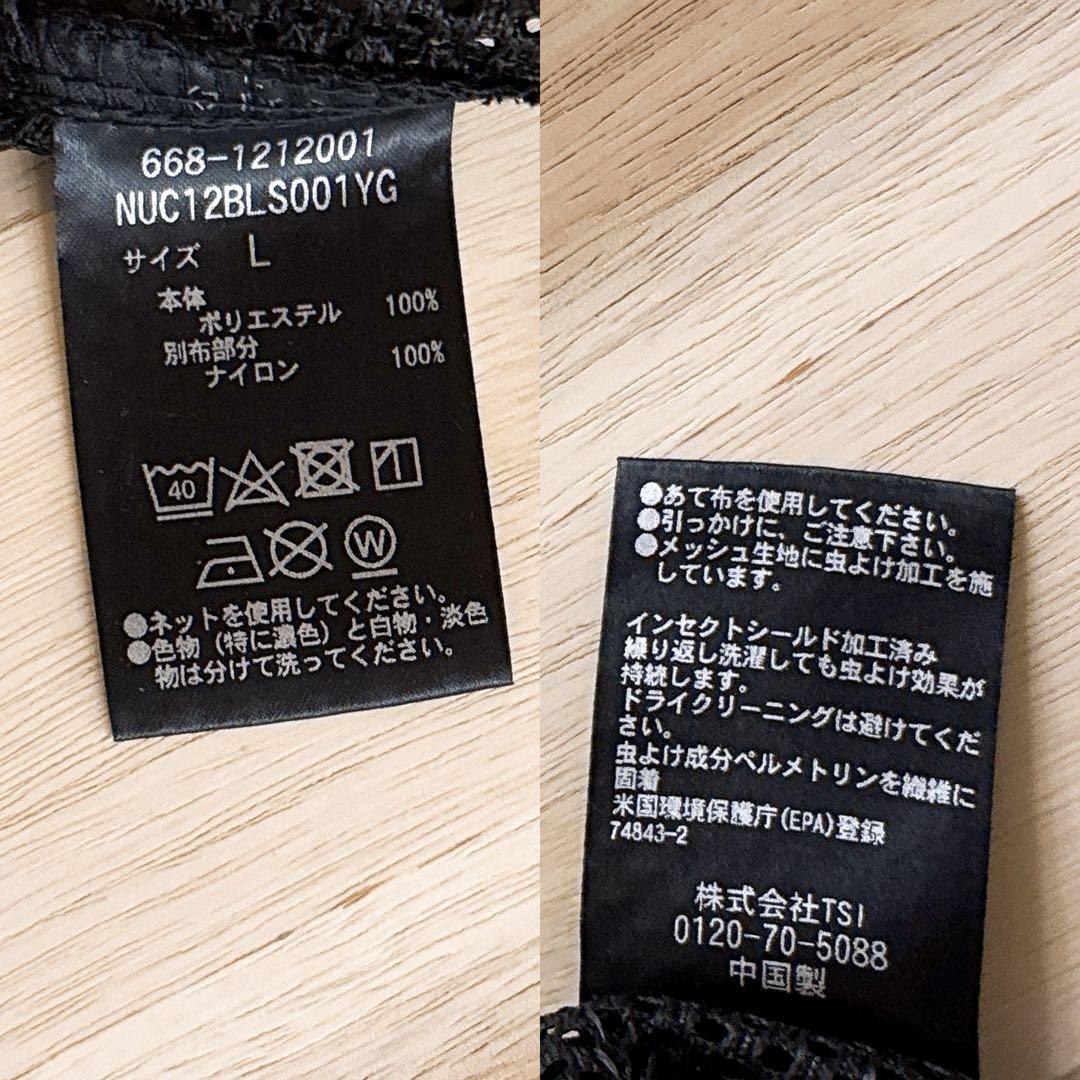 668-1212001
NUC12BLS001YG
サイズ L
本体
ポリエステル 100%
別布部分
ナイロン 100%
40
W
●ネットを使用してください。
●色物（特に濃色）と白物・淡色
物は分けて洗ってください。
●あて布を使用してください。
●引っかけに、ご注意下さい。
●メッシュ生地に虫よけ加工を施
しています。
インセクトシールド加工済み
繰り返し洗濯しても虫よけ効果が
持続します。
ドライクリーニングは避けてくだ
さい。
虫よけ成分ペルメトリンを繊維に
固着
米国環境保護庁(EPA)登録
74843-2
株式会社TSI
0120-70-5088
中国製